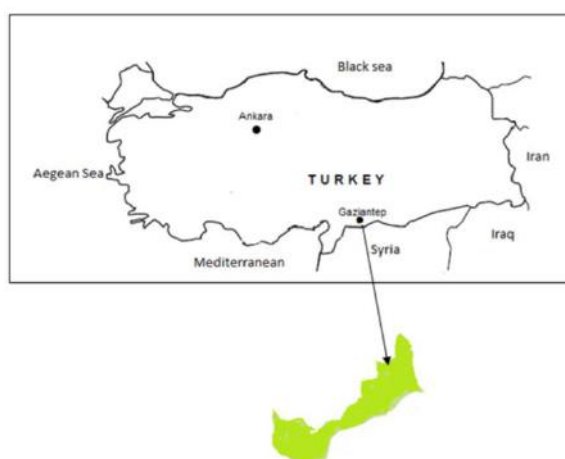 Black sea
Ankara
Iran
Aegean Sea
TURKEY
Gaziantep
Iraq
Syria
Mediterranean